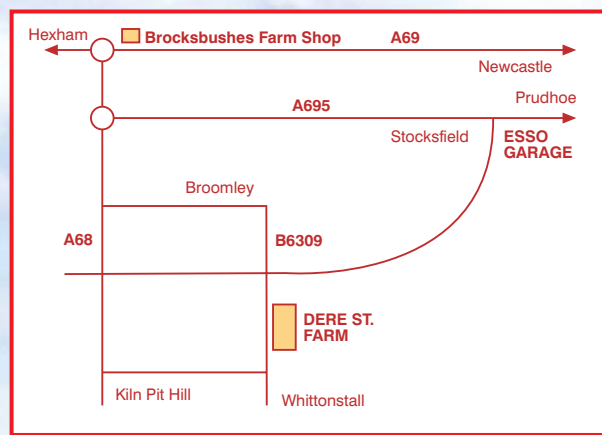 Hexham
Brocksbushes Farm Shop
A69
Newcastle
Prudhoe
A695
Stocksfield
ESSO
GARAGE
Broomley
A68
B6309
DERE ST.
FARM
Kiln Pit Hill
Whittonstall